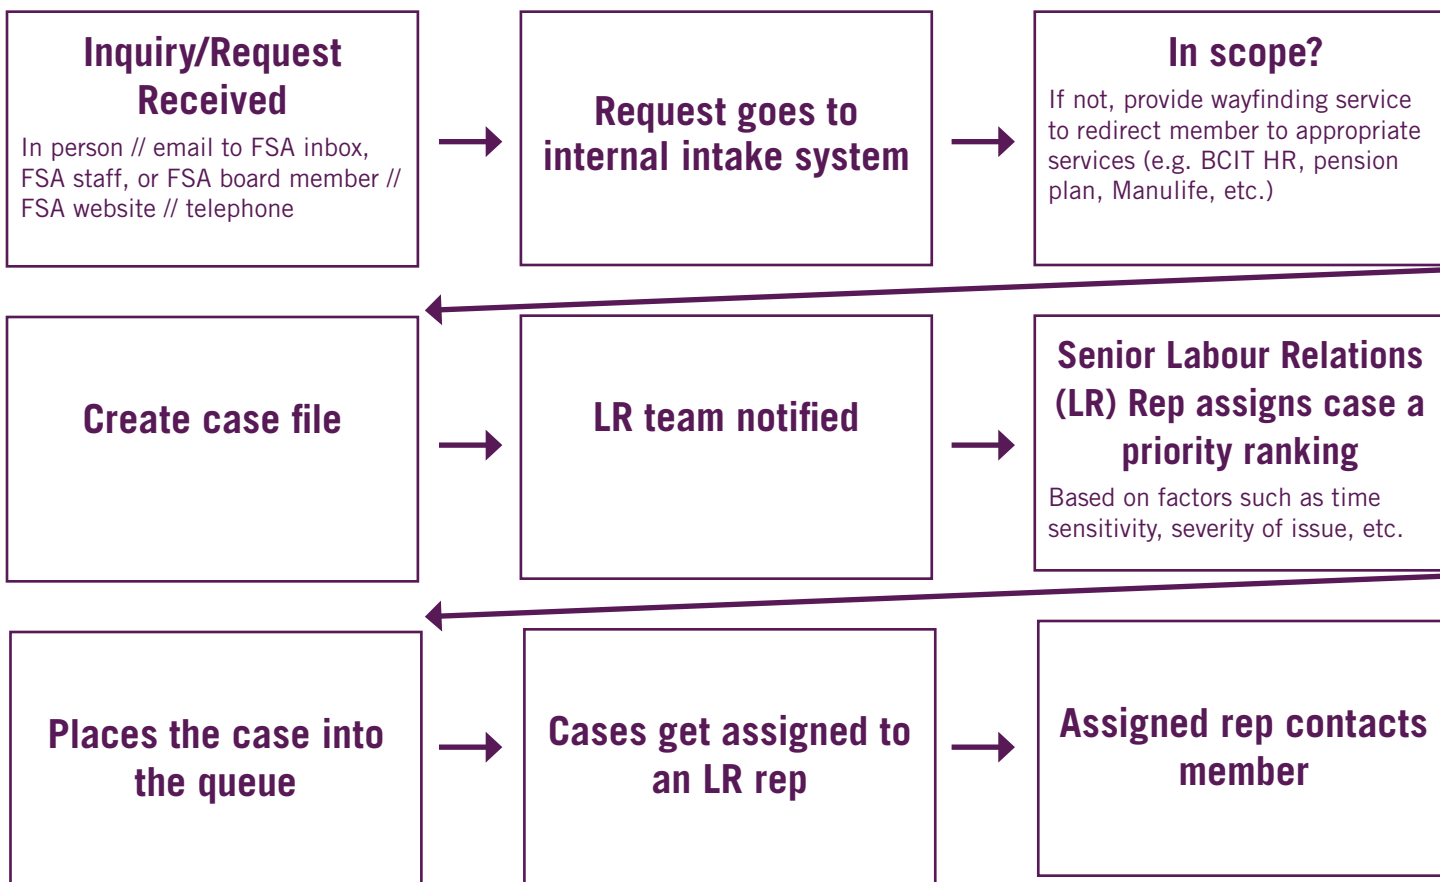 Inquiry/Request
Received
In person // email to FSA inbox,
FSA staff, or FSA board member //
FSA website // telephone
Request goes to
internal intake system
In scope?
If not, provide wayfinding service
to redirect member to appropriate
services (e.g. BCIT HR, pension
plan, Manulife, etc.)
Create case file
LR team notified
Senior Labour Relations
(LR) Rep assigns case a
priority ranking
Based on factors such as time
sensitivity, severity of issue, etc.
Places the case into
the queue
Cases get assigned to
an LR rep
Assigned rep contacts
member